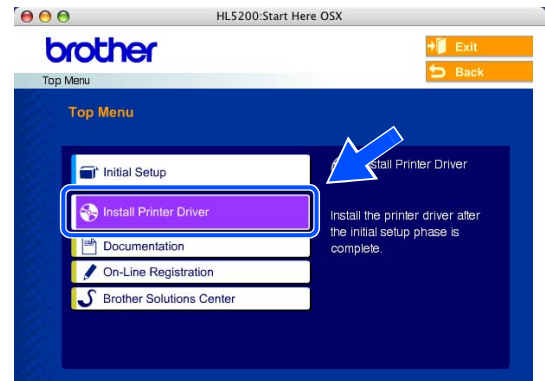 HL5200:Start Here OSX
brother
Exit
Back
Top Menu
Top Menu
Initial Setup
Install Printer Driver
Documentation
On-Line Registration
Brother Solutions Center
stall Printer Driver
Install the printer driver after
the initial setup phase is
complete.